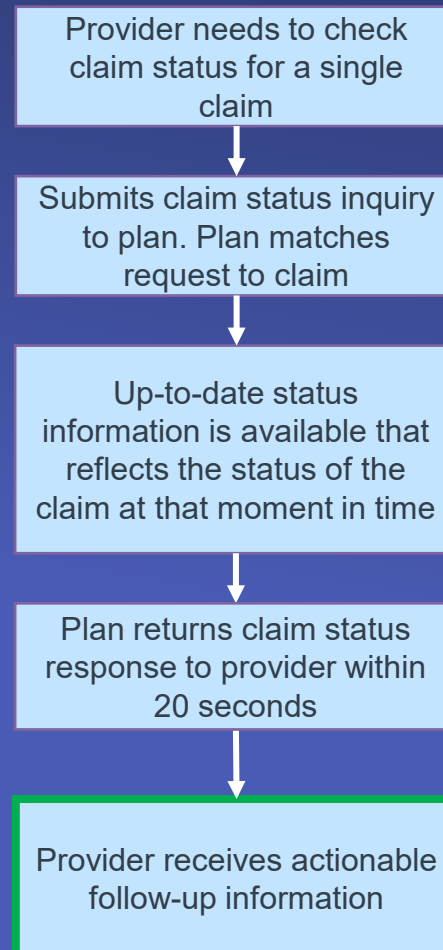 Provider needs to check
claim status for a single
claim
Submits claim status inquiry
to plan. Plan matches
request to claim
Up-to-date status
information is available that
reflects the status of the
claim at that moment in time
Plan returns claim status
response to provider within
20 seconds
Provider receives actionable
follow-up information